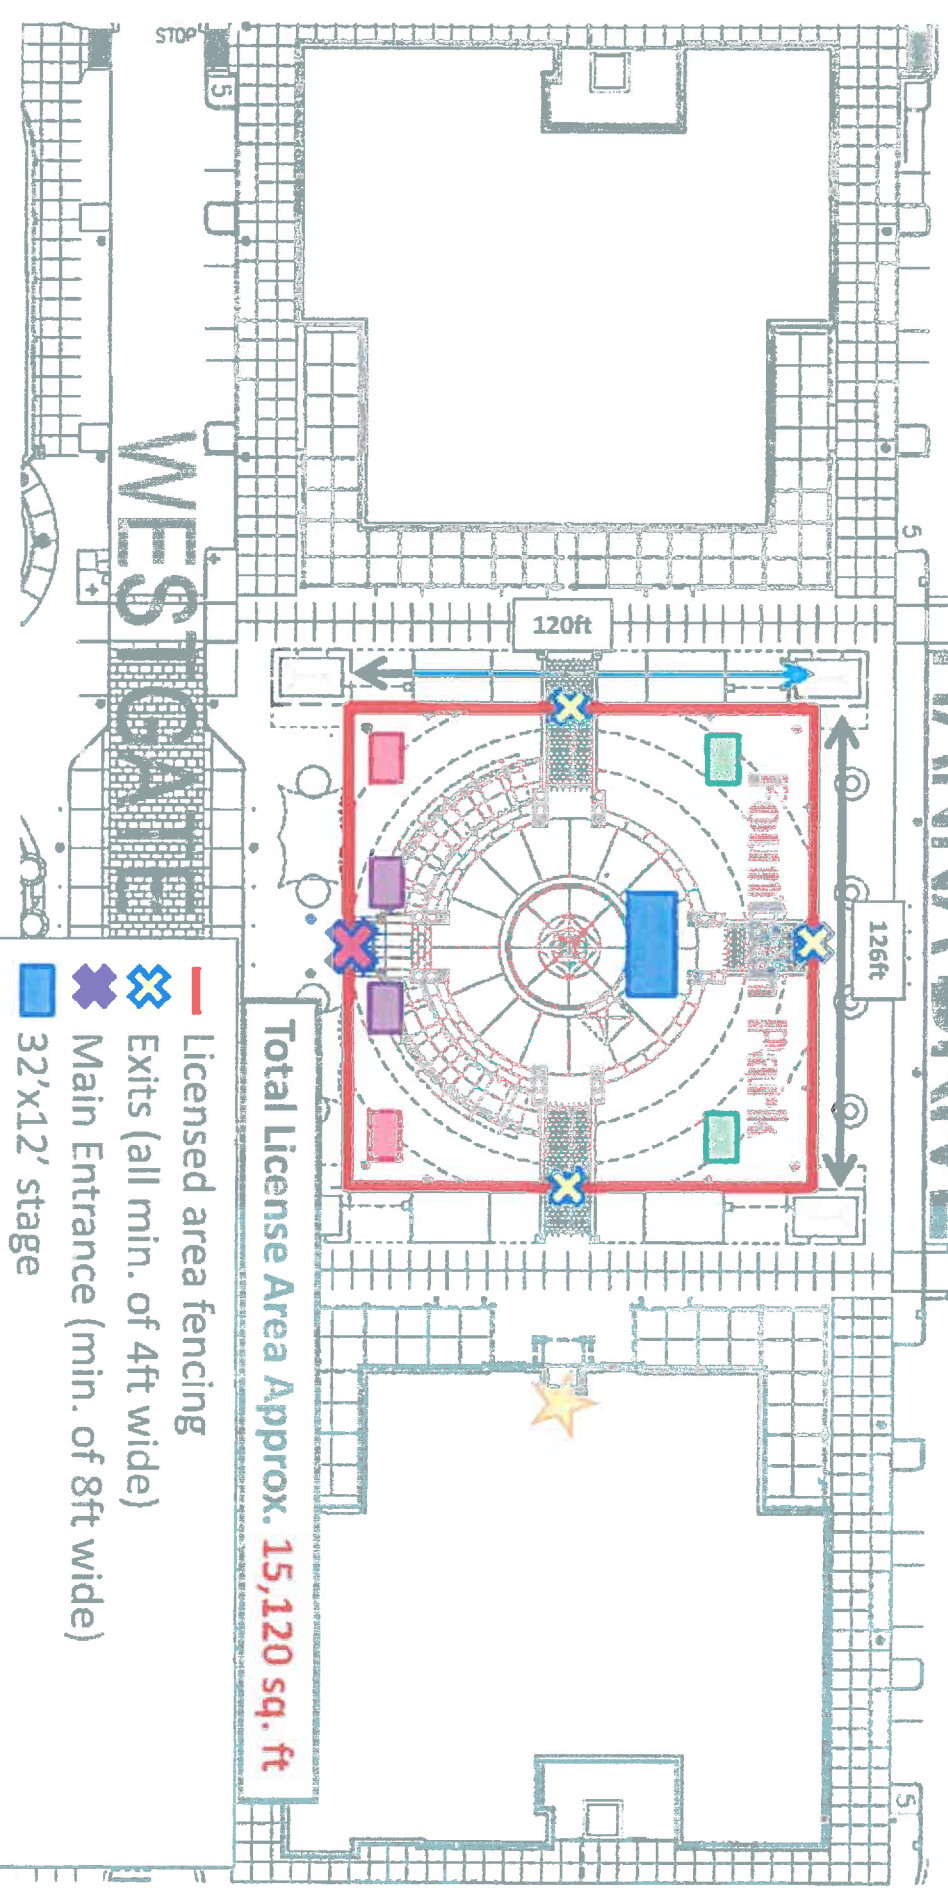 STOP
5
5
5
WESTGATE
120ft
126ft
Park
Total License Area Approx. 15,120 sq. ft
Licensed area fencing
Exits (all min. of 4ft wide)
Main Entrance (min. of 8ft wide)
32'x12' stage